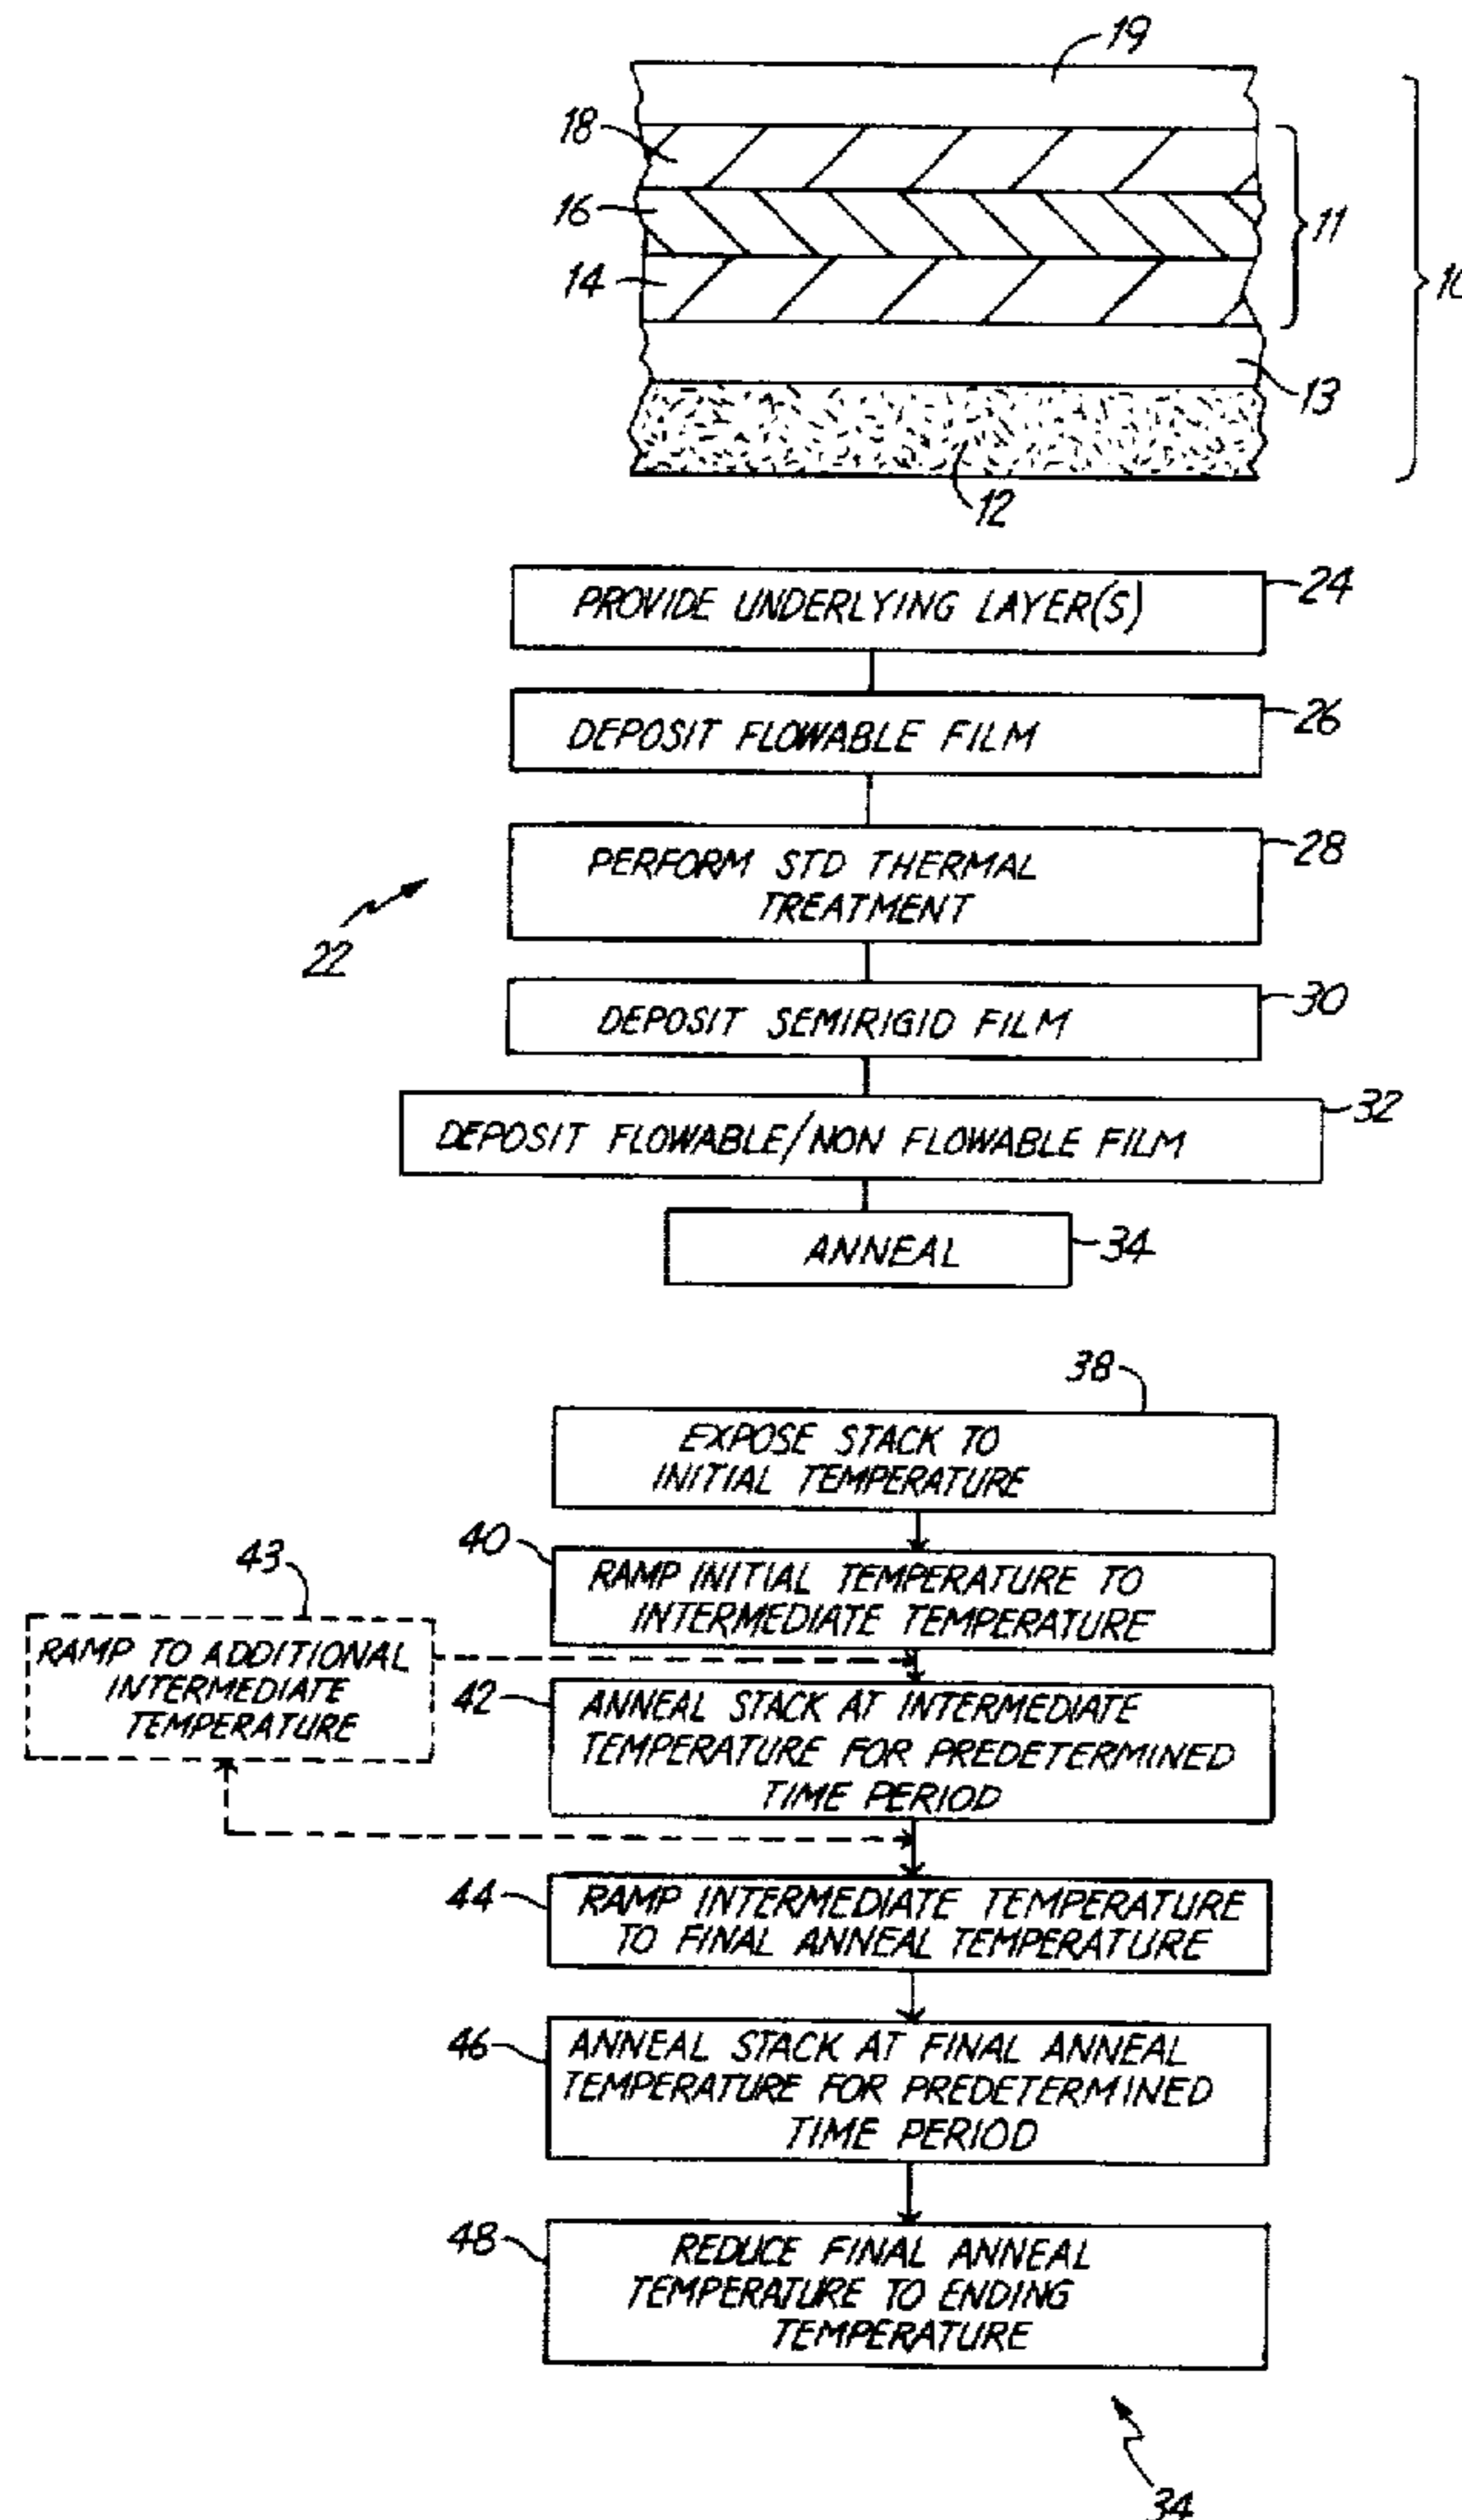 19
18
16
11
14
10
13
12
PROVIDE UNDERLYING LAYER(S)
24
DEPOSIT FLOWABLE FILM
26
PERFORM STD THERMAL
TREATMENT
28
22
DEPOSIT SEMIRIGID FILM
30
DEPOSIT FLOWABLE/NON FLOWABLE FILM
32
ANNEAL
34
38
EXPOSE STACK TO
INITIAL TEMPERATURE
40
RAMP INITIAL TEMPERATURE TO
INTERMEDIATE TEMPERATURE
43
RAMP TO ADDITIONAL
INTERMEDIATE
TEMPERATURE
42
ANNEAL STACK AT INTERMEDIATE
TEMPERATURE FOR PREDETERMINED
TIME PERIOD
44
RAMP INTERMEDIATE TEMPERATURE
TO FINAL ANNEAL TEMPERATURE
46
ANNEAL STACK AT FINAL ANNEAL
TEMPERATURE FOR PREDETERMINED
TIME PERIOD
48
REDUCE FINAL ANNEAL
TEMPERATURE TO ENDING
TEMPERATURE
34